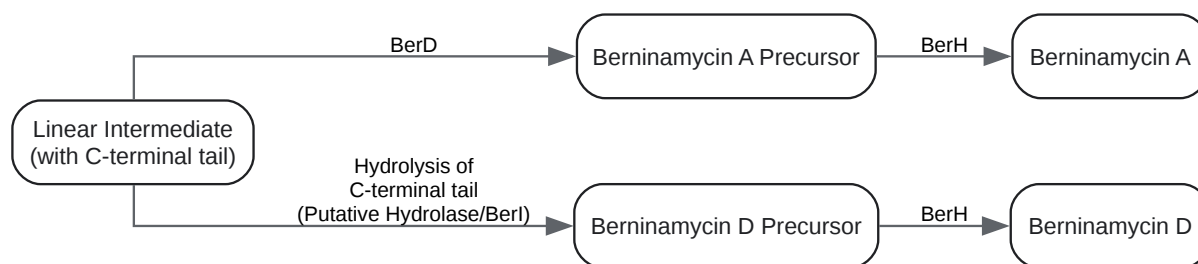 BerD
Berninamycin A Precursor
BerH
Berninamycin A
Linear Intermediate
(with C-terminal tail)
Hydrolysis of
C-terminal tail
(Putative Hydrolase/BerI)
Berninamycin D Precursor
BerH
Berninamycin D